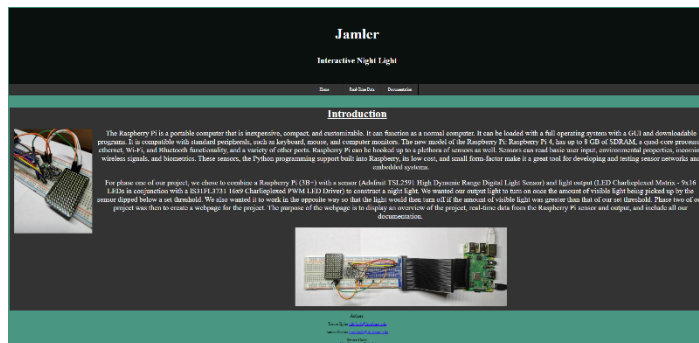 Jamler
Interactive Night Light
Home Real-Time Data Documentation
Introduction
The Raspberry Pi is a portable computer that is inexpensive, compact, and customizable. It can function as a normal computer. It can be loaded with a full operating system with a GUI and downloadable
programs. It is compatible with standard peripherals, such as keyboard, mouse, and computer monitors. The new model of the Raspberry Pi: Raspberry Pi 4, has up to 8 GB of SDRAM, a quad-core
ethernet, Wi-Fi, and Bluetooth functionality, and a variety of other ports. Raspberry Pi can be hooked up to a plethora of sensors as well. Sensors can read basic user input, environmental properties,
wireless signals, and biometrics. These sensors, the Python programming support built into Raspberry, its low cost, and small form-factor make it a great tool for developing and testing sensor networks
embedded systems.
For phase one of our project, we chose to combine a Raspberry Pi (3B+) with a sensor (Adafruit TSL2591 High Dynamic Range Digital Light Sensor) and light output (LED Charlieplexed Matrix - 9x16
LEDs in conjunction with a IS31FL3731 16x9 Charlieplexed PWM LED Driver) to construct a night light. We wanted our output light to turn on once the amount of visible light being picked up by the
sensor dipped below a set threshold. We also wanted it to work in the opposite way so that the light would then turn off if the amount of visible light was greater than that of our set threshold. Phase two of
project was then to create a webpage for the project. The purpose of the webpage is to display an overview of the project, real-time data from the Raspberry Pi sensor and output, and include all our
documentation.